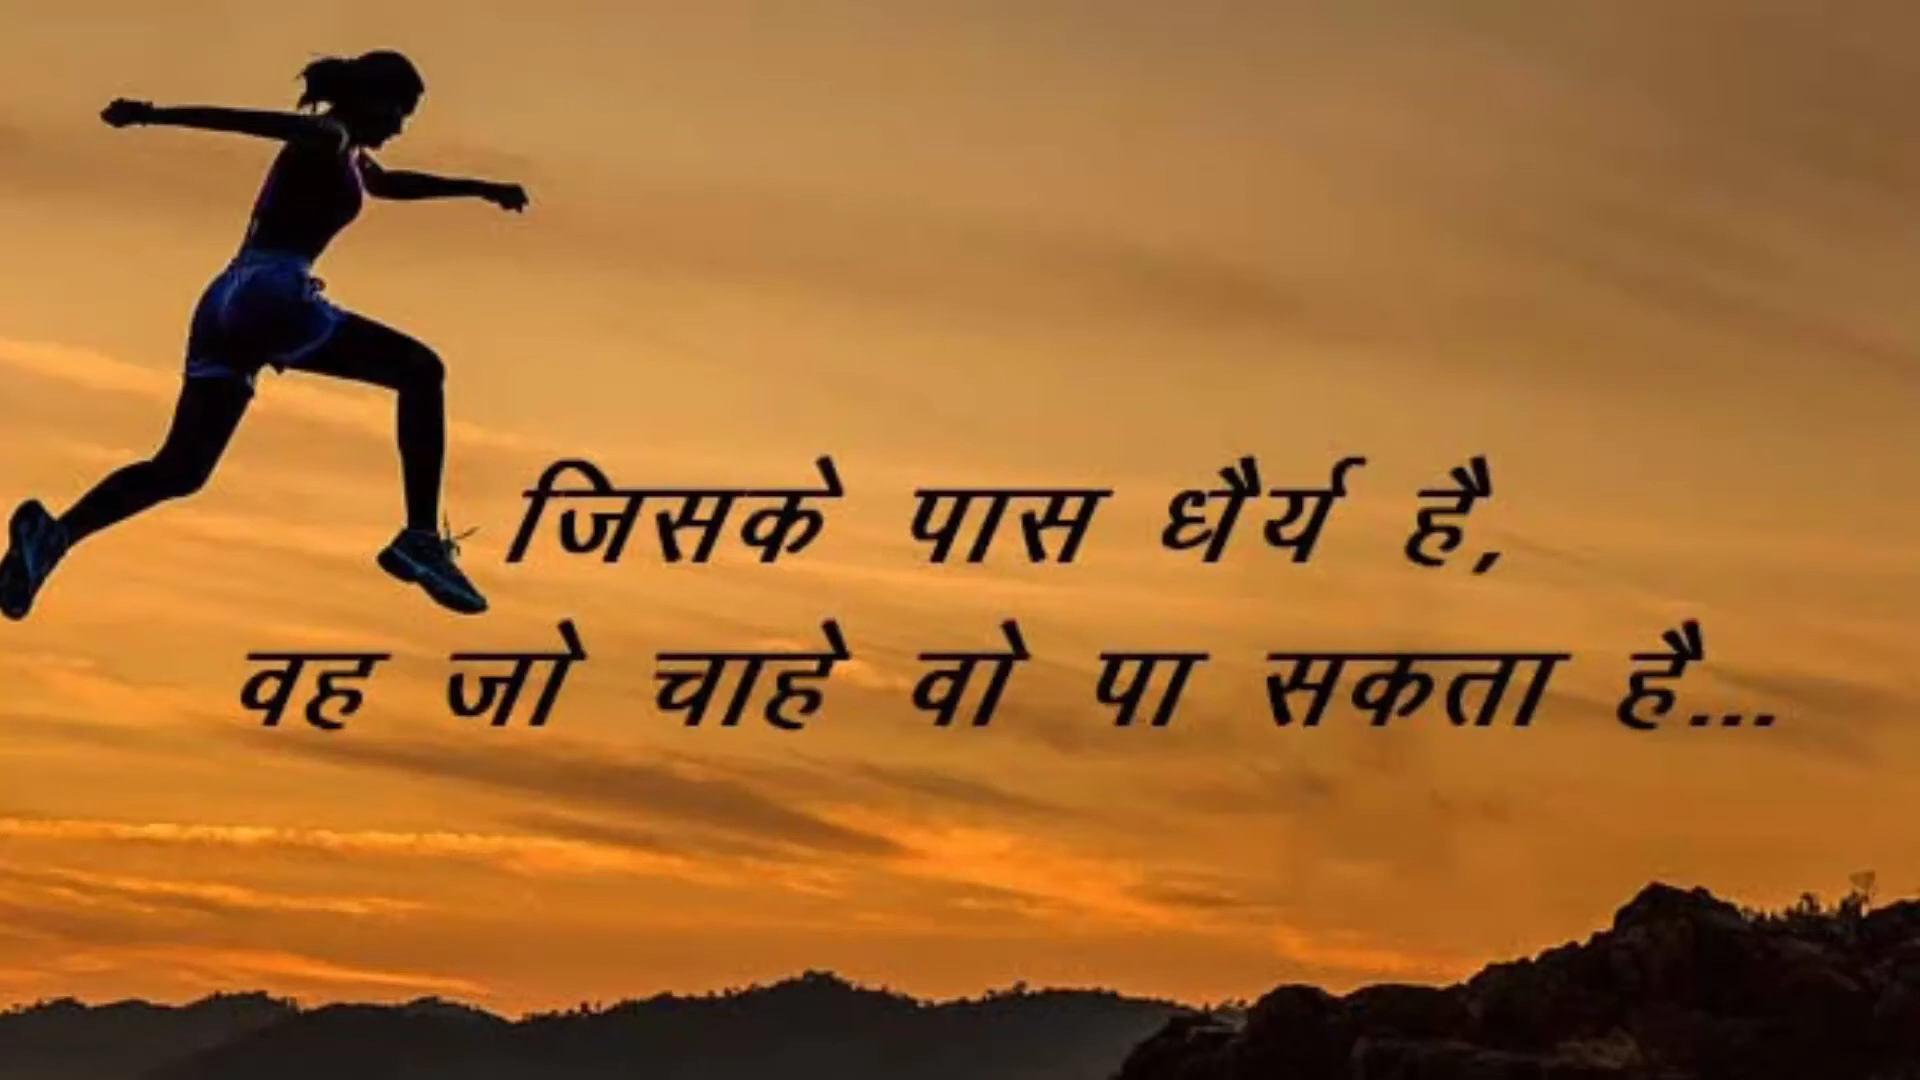 जिसके पास धैर्य है,
वह जो चाहे वो पा सकता है...